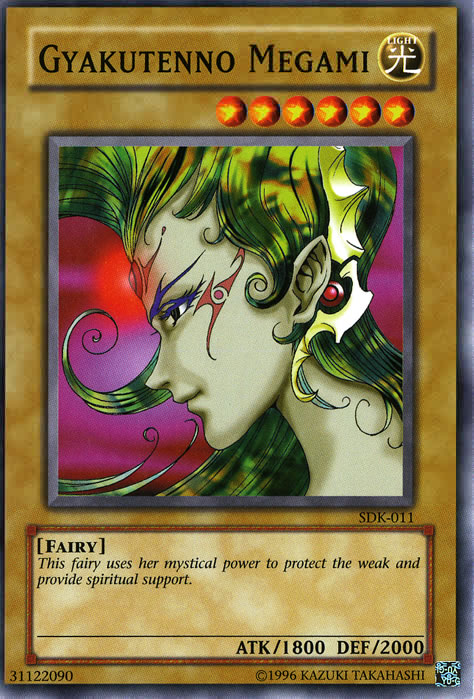 GYAKUTENNO MEGAMI
LIGHT
光
SDK-011
[FAIRY]
This fairy uses her mystical power to protect the weak and
provide spiritual support.
ATK/1800 DEF/2000
31122090
©1996 KAZUKI TAKAHASHI